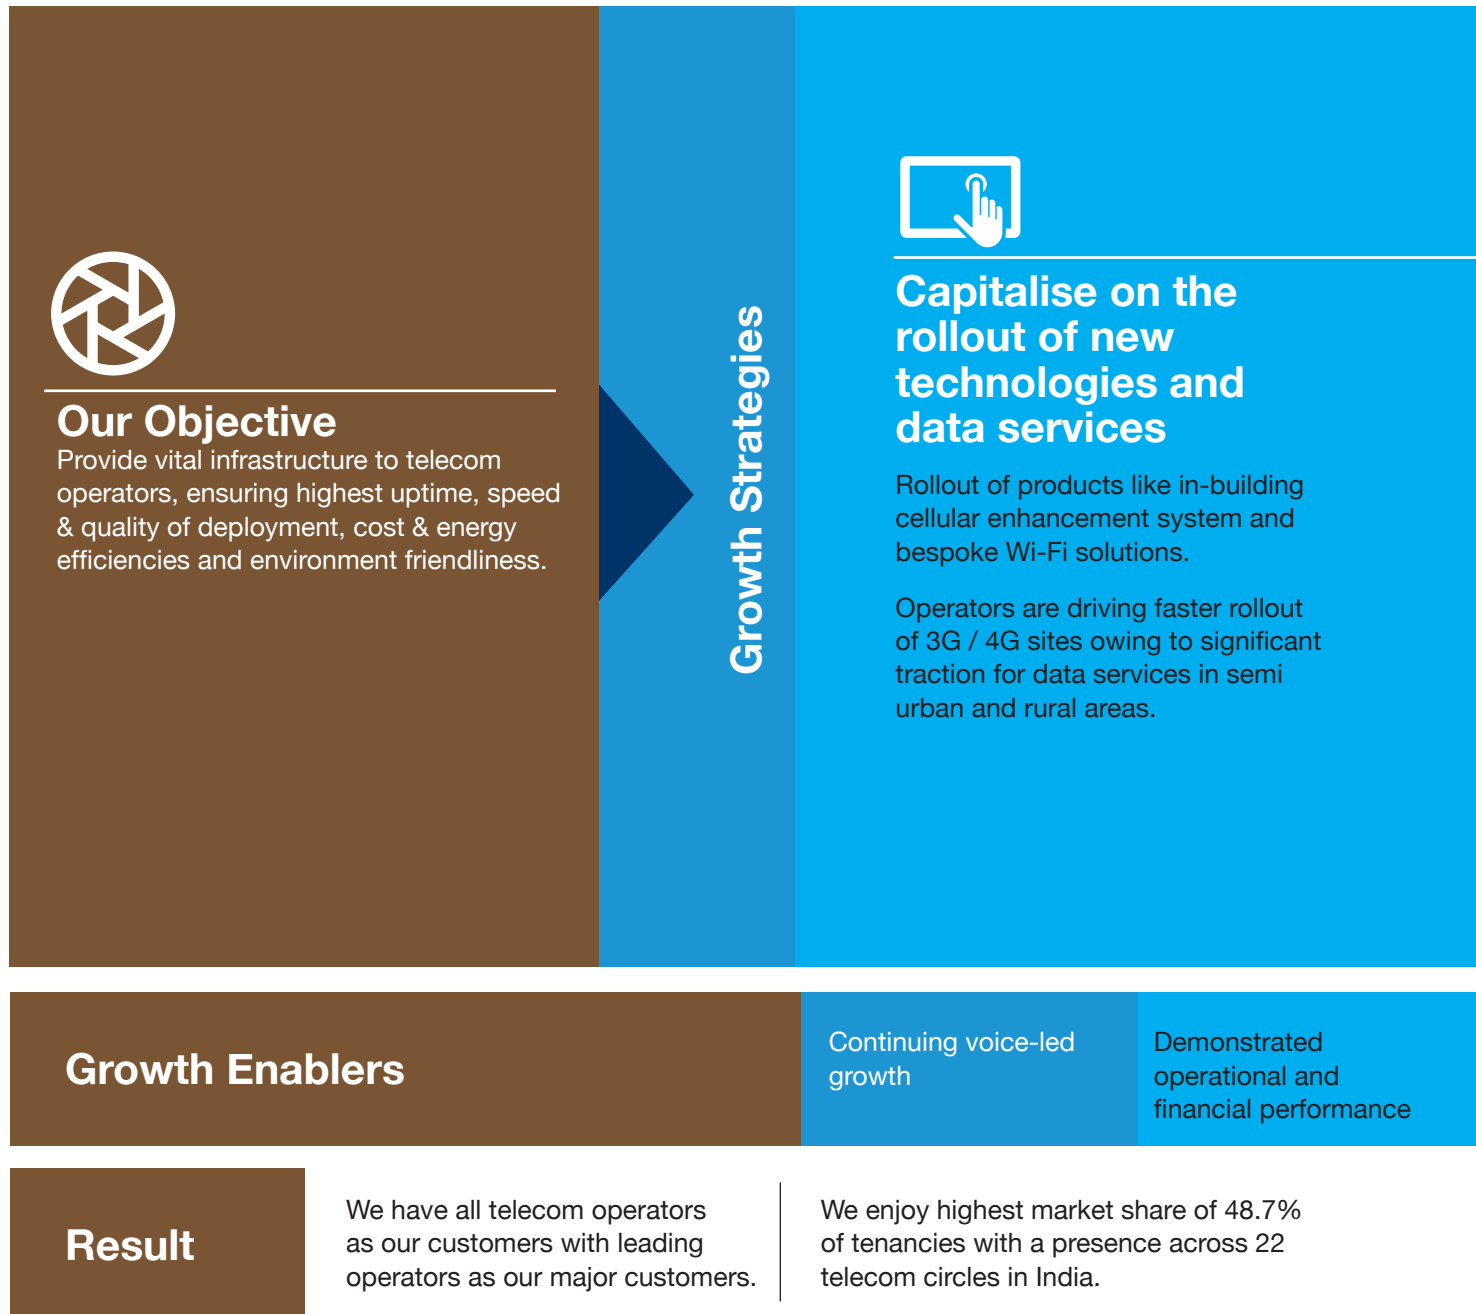 Our Objective
Provide vital infrastructure to telecom
operators, ensuring highest uptime, speed
& quality of deployment, cost & energy
efficiencies and environment friendliness.
Growth Strategies
Capitalise on the
rollout of new
technologies and
data services
Rollout of products like in-building
cellular enhancement system and
bespoke Wi-Fi solutions.
Operators are driving faster rollout
of 3G / 4G sites owing to significant
traction for data services in semi
urban and rural areas.
Growth Enablers
Continuing voice-led
growth
Demonstrated
operational and
financial performance
Result
We have all telecom operators
as our customers with leading
operators as our major customers.
We enjoy highest market share of 48.7%
of tenancies with a presence across 22
telecom circles in India.